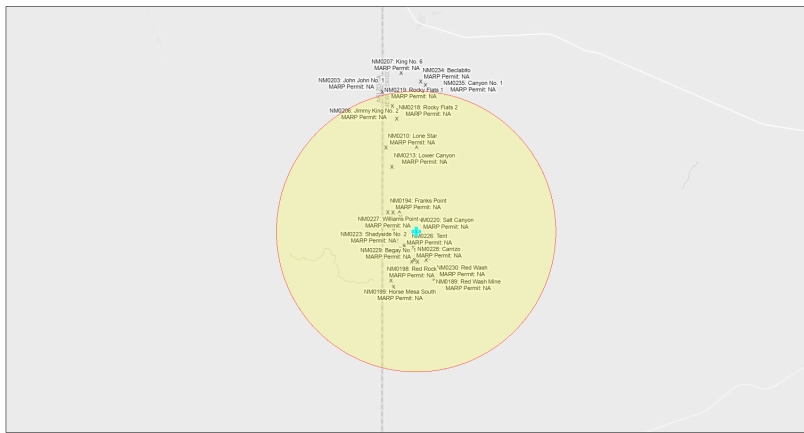 NM0207: King No. 6
MARP Permit: NA
NM0234: Beclabito
MARP Permit: NA
NM0203: John John No. 1
MARP Permit: NA
NM0235: Canyon No. 1
MARP Permit: NA
NM0219: Rocky Flats 1
MARP Permit: NA
NM0206: Jimmy King No. 2
MARP Permit: NA
NM0218: Rocky Flats 2
MARP Permit: NA
NM0210: Lone Star
MARP Permit: NA
NM0213: Lower Canyon
MARP Permit: NA
NM0194: Franks Point
MARP Permit: NA
NM0227: Williams Point
MARP Permit: NA
NM0220: Salt Canyon
MARP Permit: NA
NM0223: Shadyside No. 2
MARP Permit: NA
NM0226: Tent
MARP Permit: NA
NM0229: Begay No. 1
MARP Permit: NA
NM0228: Carrizo
MARP Permit: NA
NM0198: Red Rock
MARP Permit: NA
NM0230: Red Wash
MARP Permit: NA
NM0189: Red Wash Mine
MARP Permit: NA
NM0199: Horse Mesa South
MARP Permit: NA